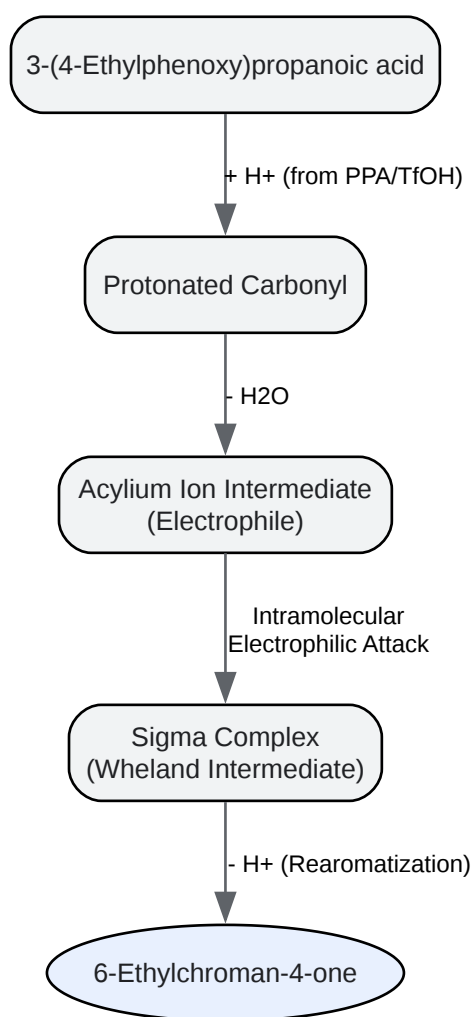 3-(4-Ethylphenoxy)propanoic acid
+ H+ (from PPA/TfOH)
Protonated Carbonyl
- H2O
Acylium Ion Intermediate
(Electrophile)
Intramolecular
Electrophilic Attack
Sigma Complex
(Wheland Intermediate)
- H+ (Rearomatization)
6-Ethylchroman-4-one